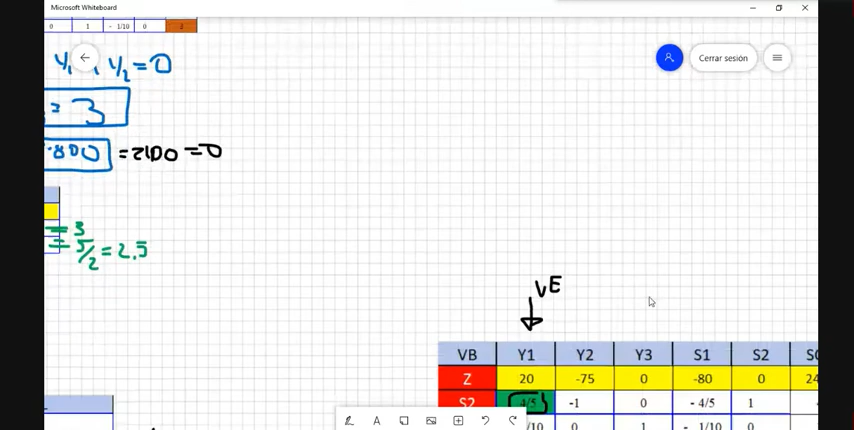 Microsoft Whiteboard
0 1 - 1/10 0
Y2 = 0
Cerrar sesión
= 3
800 = 2100 = 0
= 3
= 5/2 = 2.5
VE
VB Y1 Y2 Y3 S1 S2
Z 20 -75 0 -80 0 24
S2 4/5 -1 0 - 4/5 1
/10 0 1 - 1/10 0